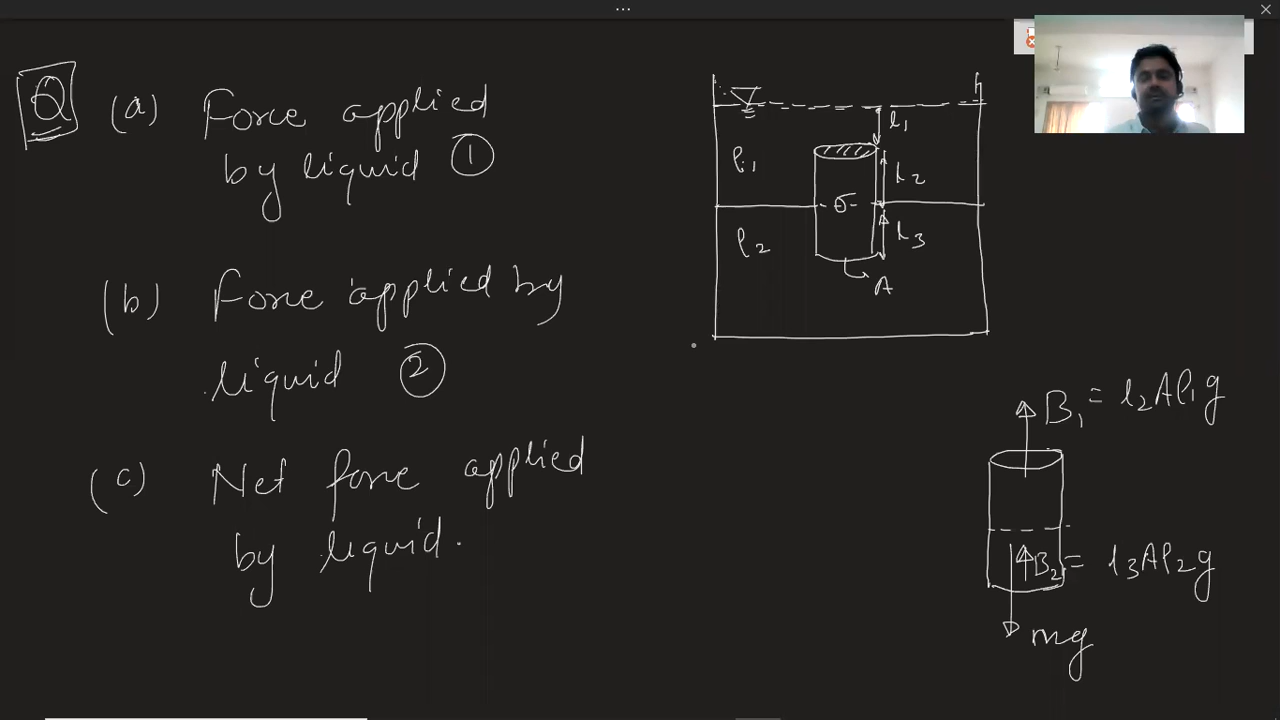 Q (a) Force applied
by liquid ①
(b) Force applied by
liquid ②
(c) Net force applied
by liquid.
l₁
ρ₁
l₂
σ
ρ₂
l₃
A
B₁ = l₂Aρ₁g
B₂ = l₃Aρ₂g
mg